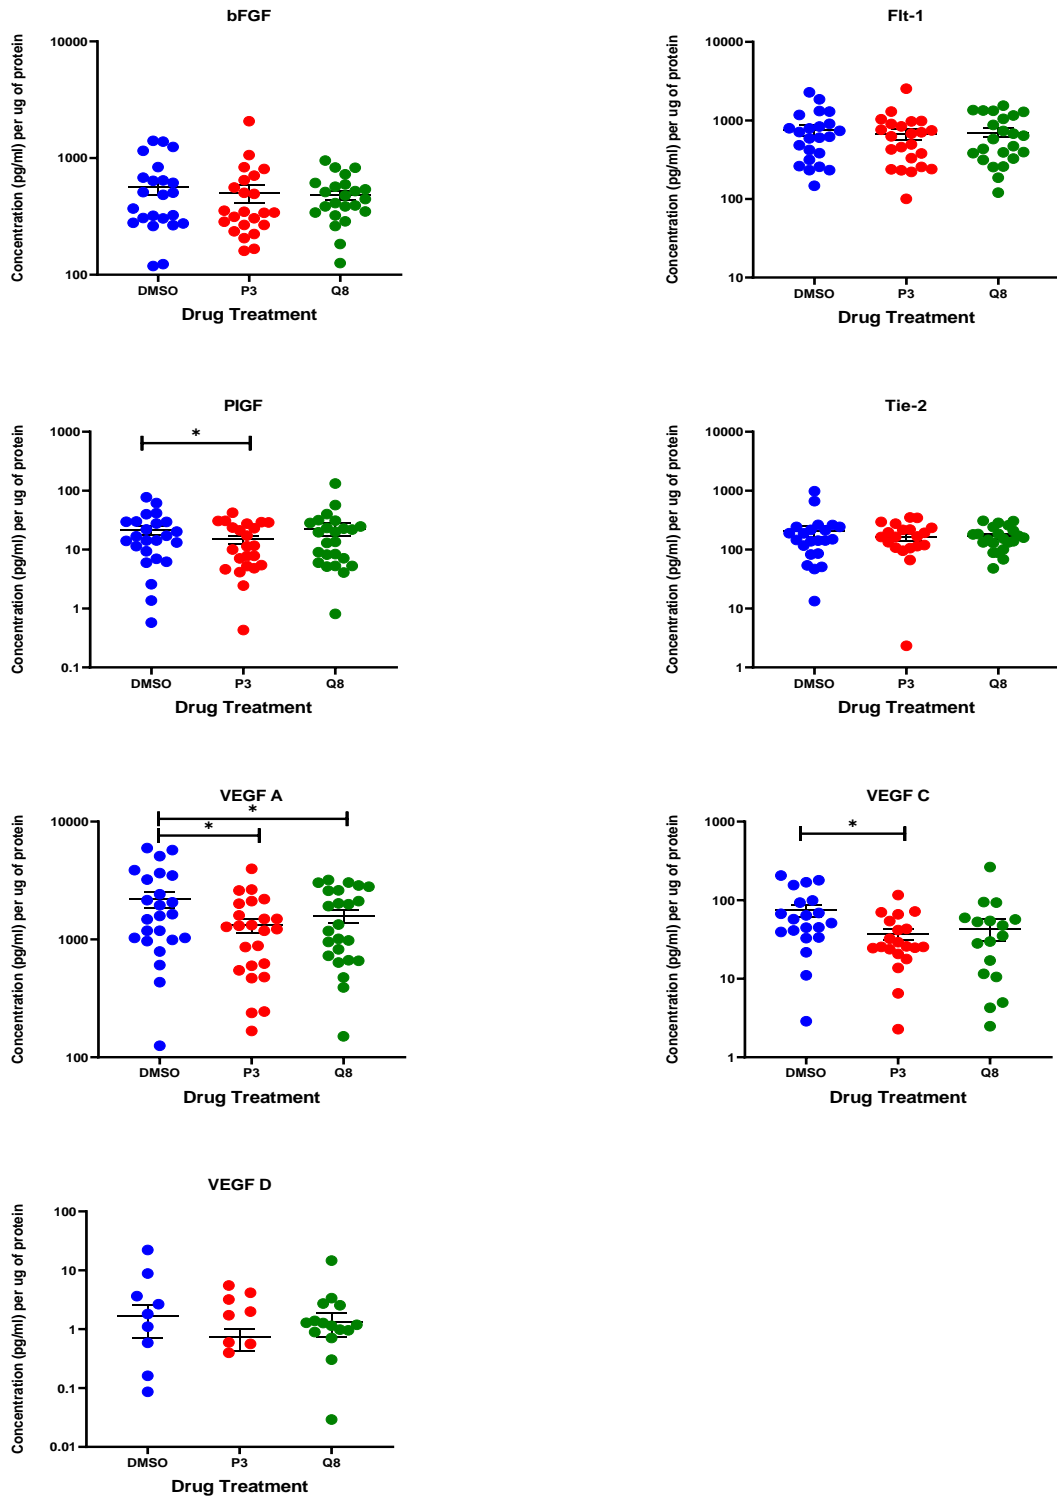 bFGF
Concentration (pg/ml) per ug of protein
10000
1000
100
DMSO P3 Q8
Drug Treatment
Flt-1
Concentration (pg/ml) per ug of protein
10000
1000
100
10
DMSO P3 Q8
Drug Treatment
PIGF
Concentration (pg/ml) per ug of protein
1000
100
10
1
0.1
*
DMSO P3 Q8
Drug Treatment
Tie-2
Concentration (pg/ml) per ug of protein
10000
1000
100
10
1
DMSO P3 Q8
Drug Treatment
VEGF A
Concentration (pg/ml) per ug of protein
10000
1000
100
*
*
DMSO P3 Q8
Drug Treatment
VEGF C
Concentration (pg/ml) per ug of protein
1000
100
10
1
*
DMSO P3 Q8
Drug Treatment
VEGF D
Concentration (pg/ml) per ug of protein
100
10
1
0.1
0.01
DMSO P3 Q8
Drug Treatment